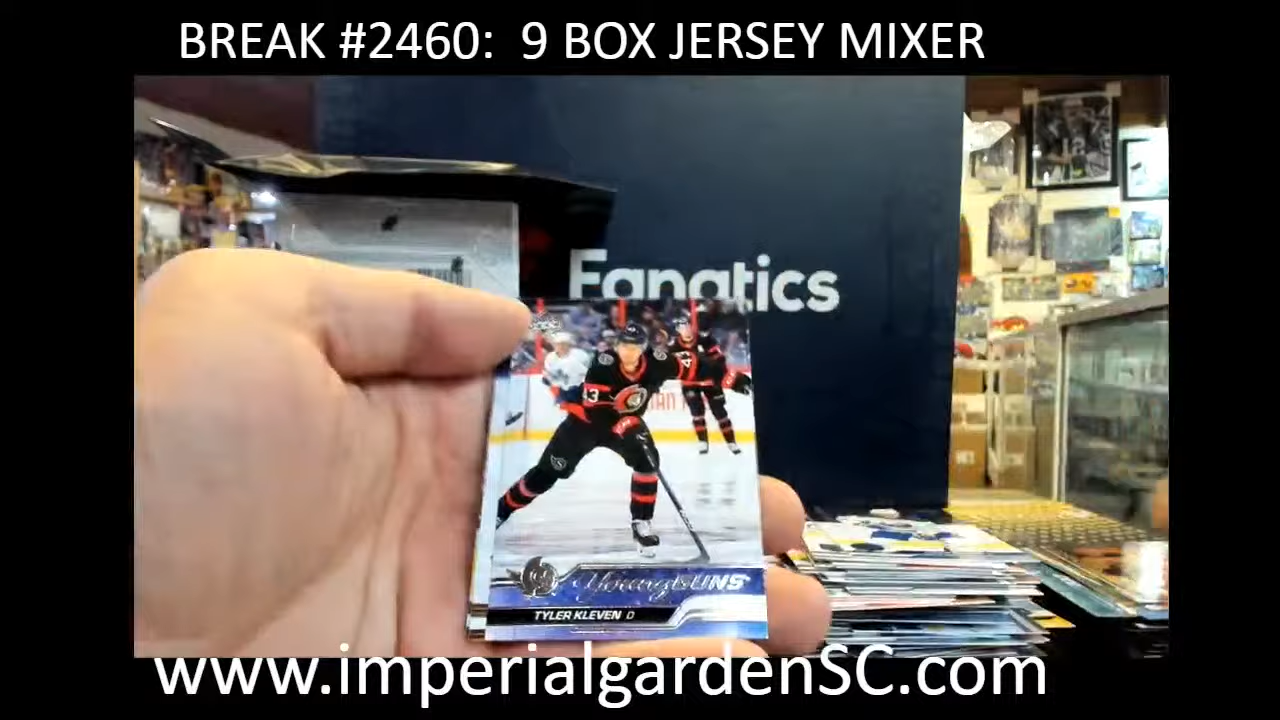 BREAK #2460:  9 BOX JERSEY MIXER
Fanatics
Young GUNS
TYLER KLEVEN D
www.imperialgardenSC.com